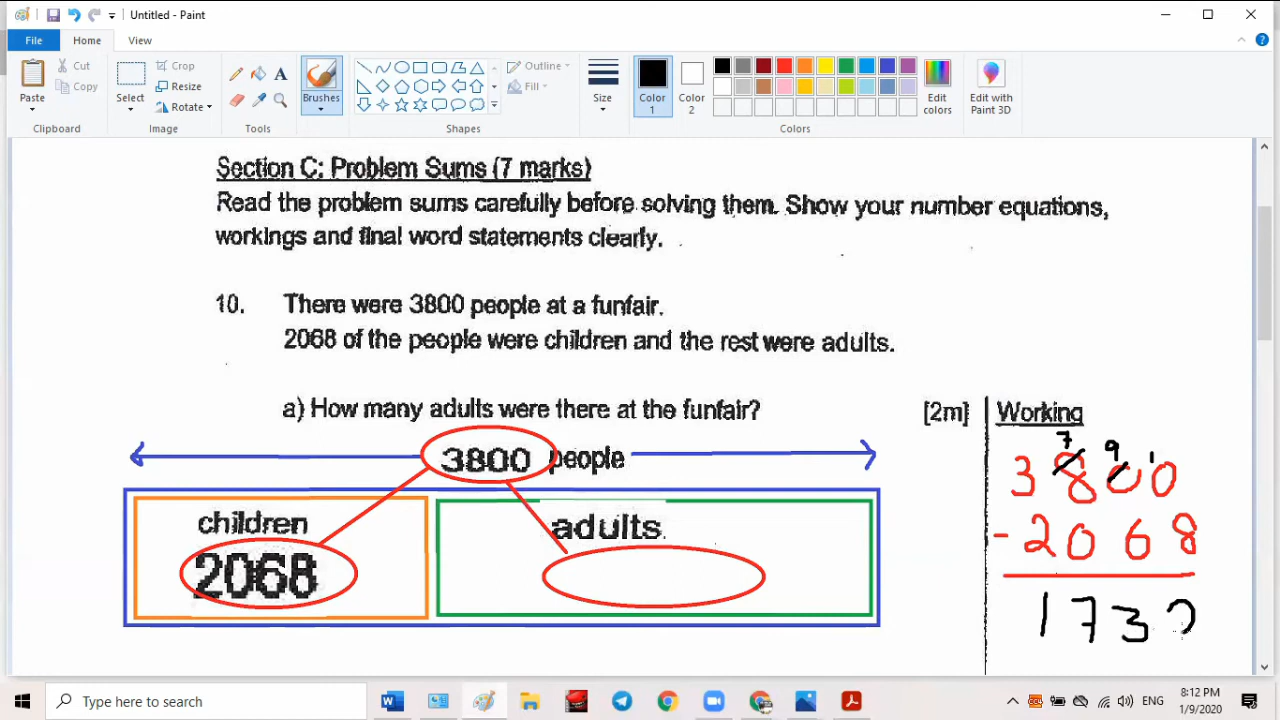 Untitled - Paint
File Home View
Paste Cut Copy Select Crop Resize Rotate Brushes Outline Fill Size Color 1 Color 2 Edit colors Edit with Paint 3D
Clipboard Image Tools Shapes Colors
Section C: Problem Sums (7 marks)
Read the problem sums carefully before solving them. Show your number equations,
workings and final word statements clearly.
10. There were 3800 people at a funfair.
2068 of the people were children and the rest were adults.
a) How many adults were there at the funfair? [2m] Working
3800 people
7 9 1
3 8 0 0
children adults
- 2 0 6 8
2068
1 7 3
Type here to search
ENG 8:12 PM
1/9/2020